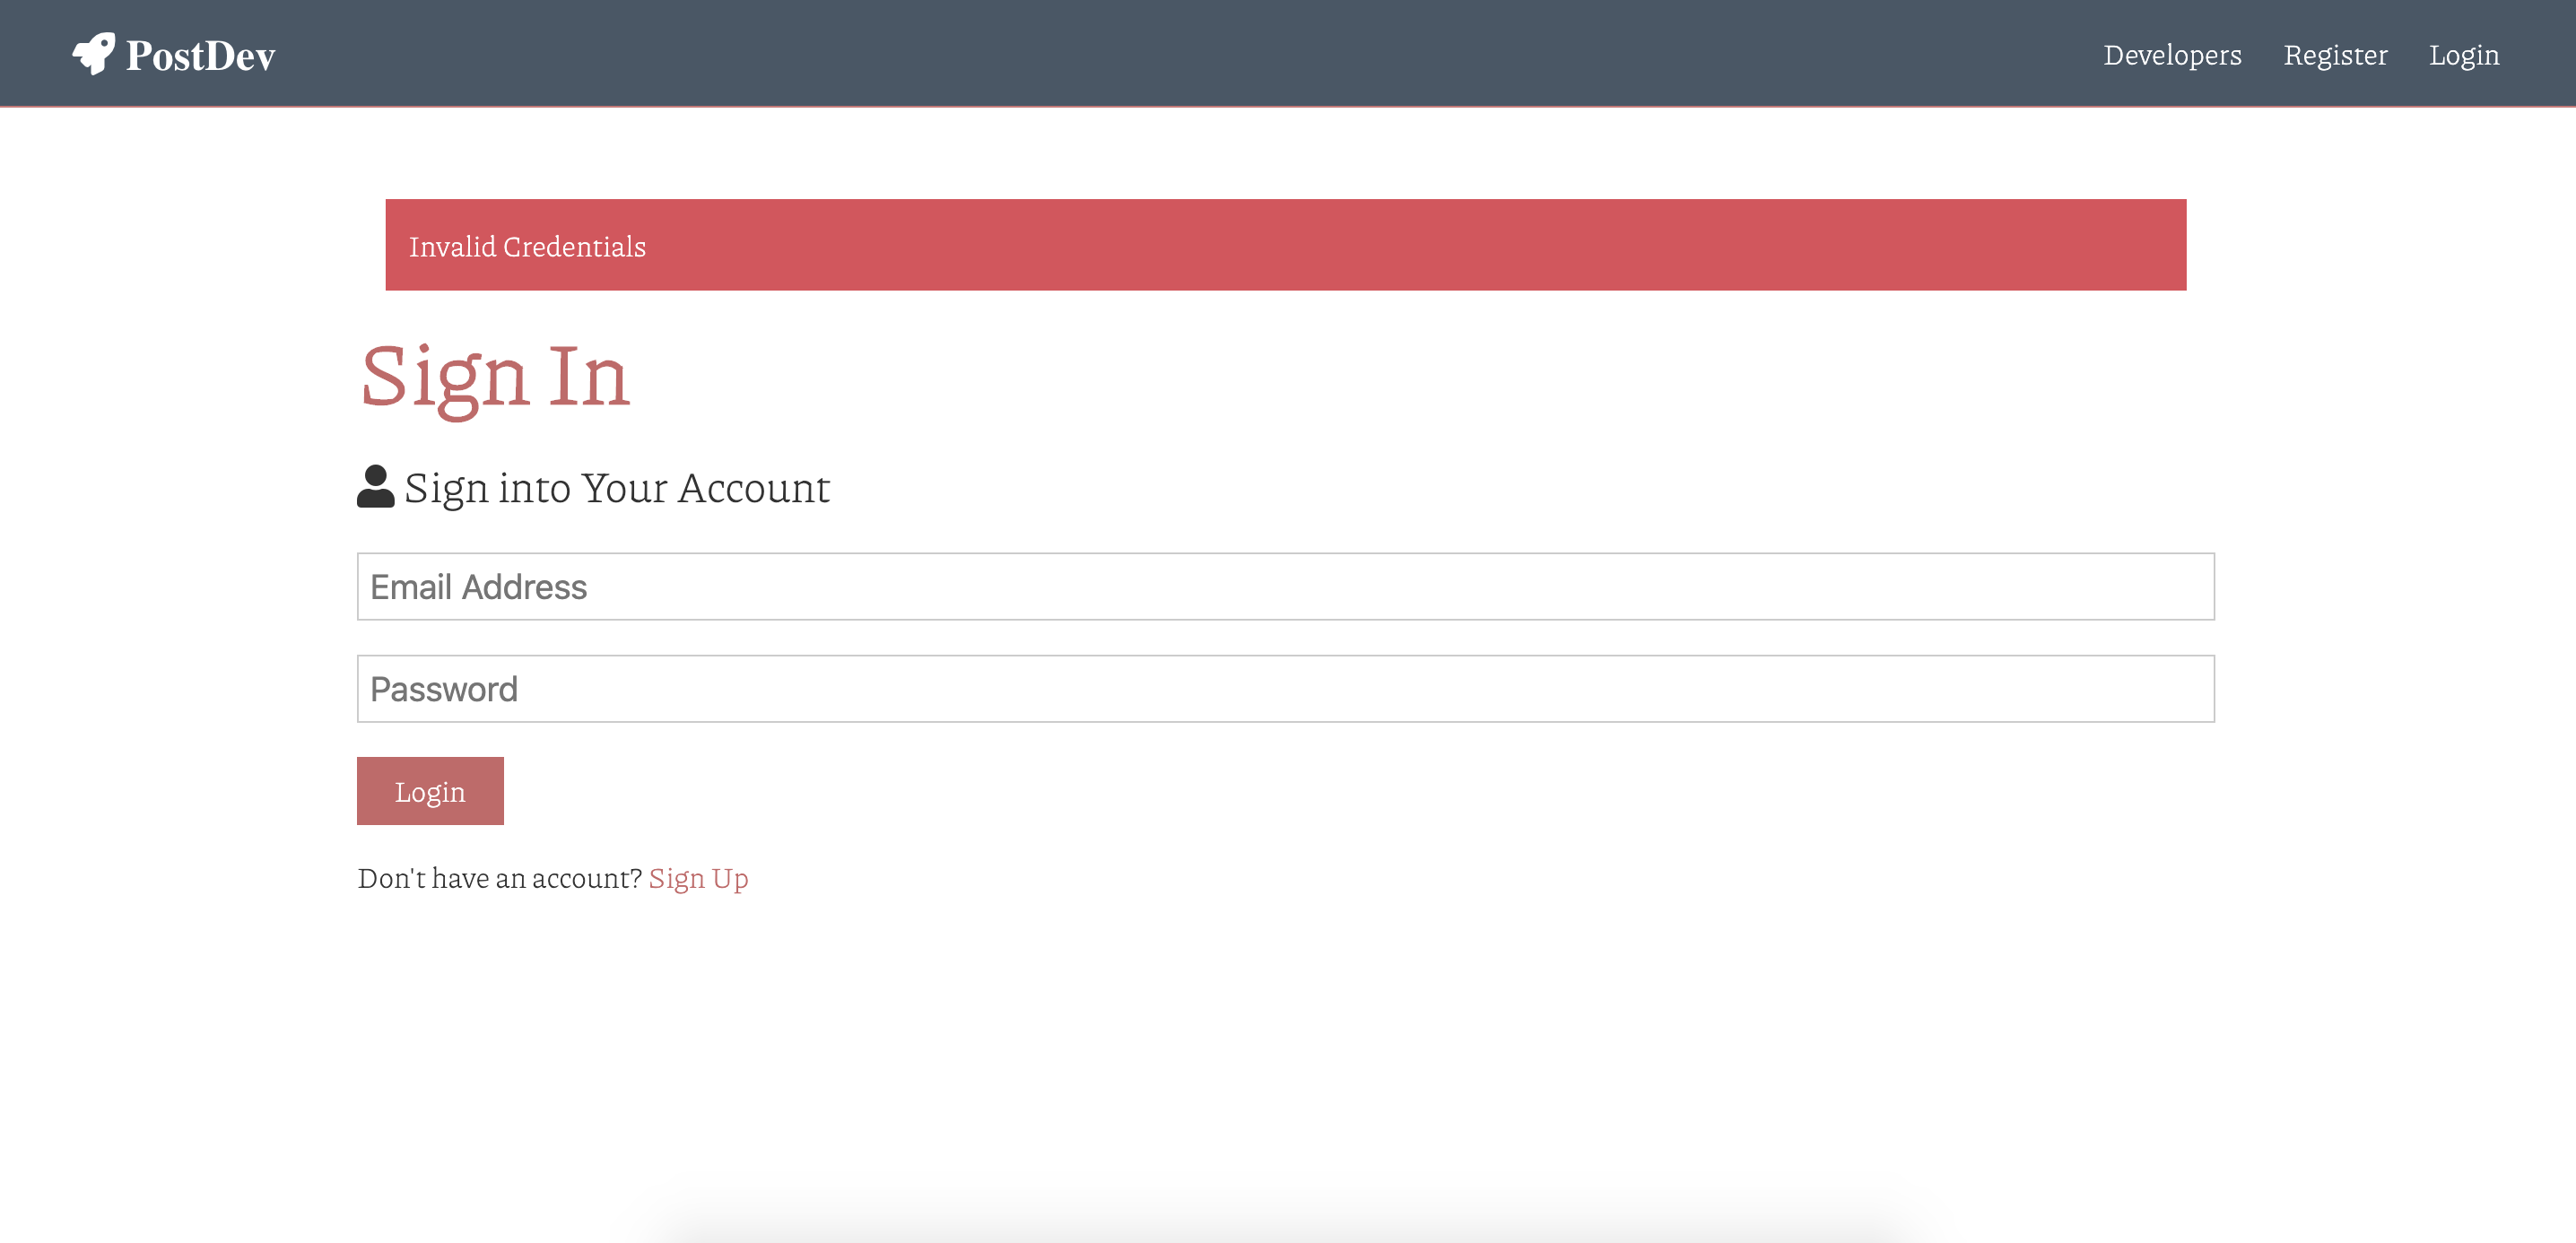 PostDev Developers Register Login
Invalid Credentials
Sign In
Sign into Your Account
Email Address
Password
Login
Don't have an account? Sign Up